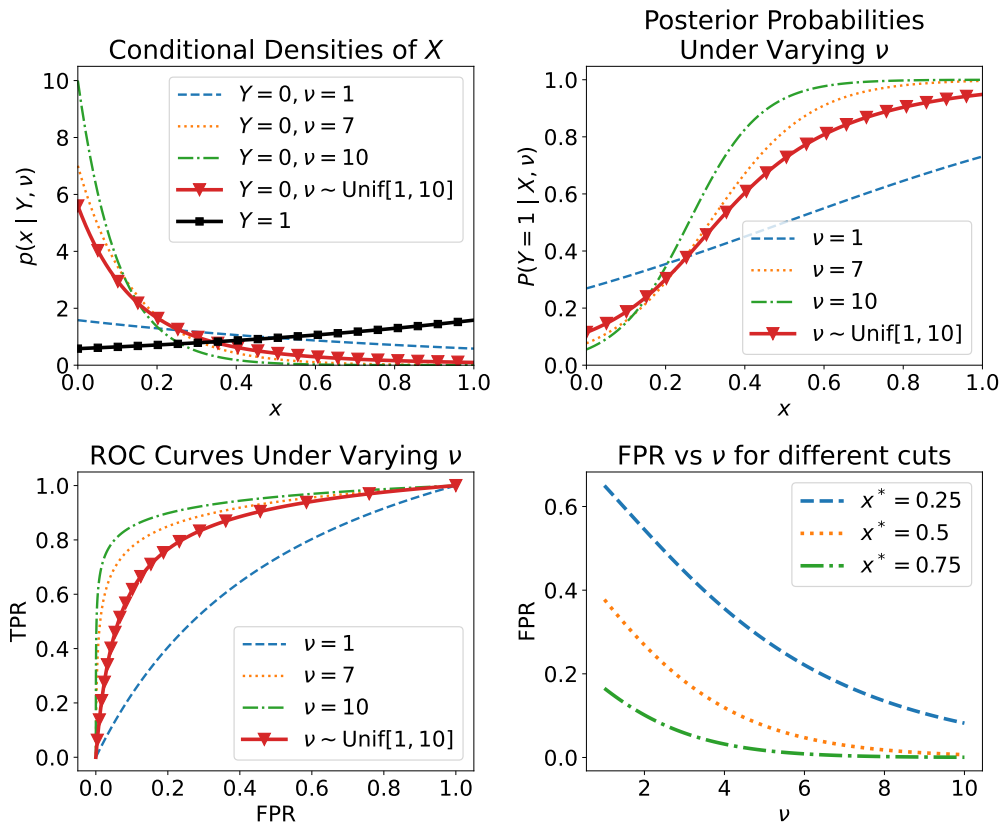 Conditional Densities of X
p(x | Y, ν)
10
8
6
4
2
0
Y = 0, ν = 1
Y = 0, ν = 7
Y = 0, ν = 10
Y = 0, ν ∼ Unif[1, 10]
Y = 1
0.0 0.2 0.4 0.6 0.8 1.0
x
Posterior Probabilities
Under Varying ν
P(Y = 1 | X, ν)
1.0
0.8
0.6
0.4
0.2
0.0
ν = 1
ν = 7
ν = 10
ν ∼ Unif[1, 10]
0.0 0.2 0.4 0.6 0.8 1.0
x
ROC Curves Under Varying ν
TPR
1.0
0.8
0.6
0.4
0.2
0.0
ν = 1
ν = 7
ν = 10
ν ∼ Unif[1, 10]
0.0 0.2 0.4 0.6 0.8 1.0
FPR
FPR vs ν for different cuts
FPR
0.6
0.4
0.2
0.0
x* = 0.25
x* = 0.5
x* = 0.75
2 4 6 8 10
ν